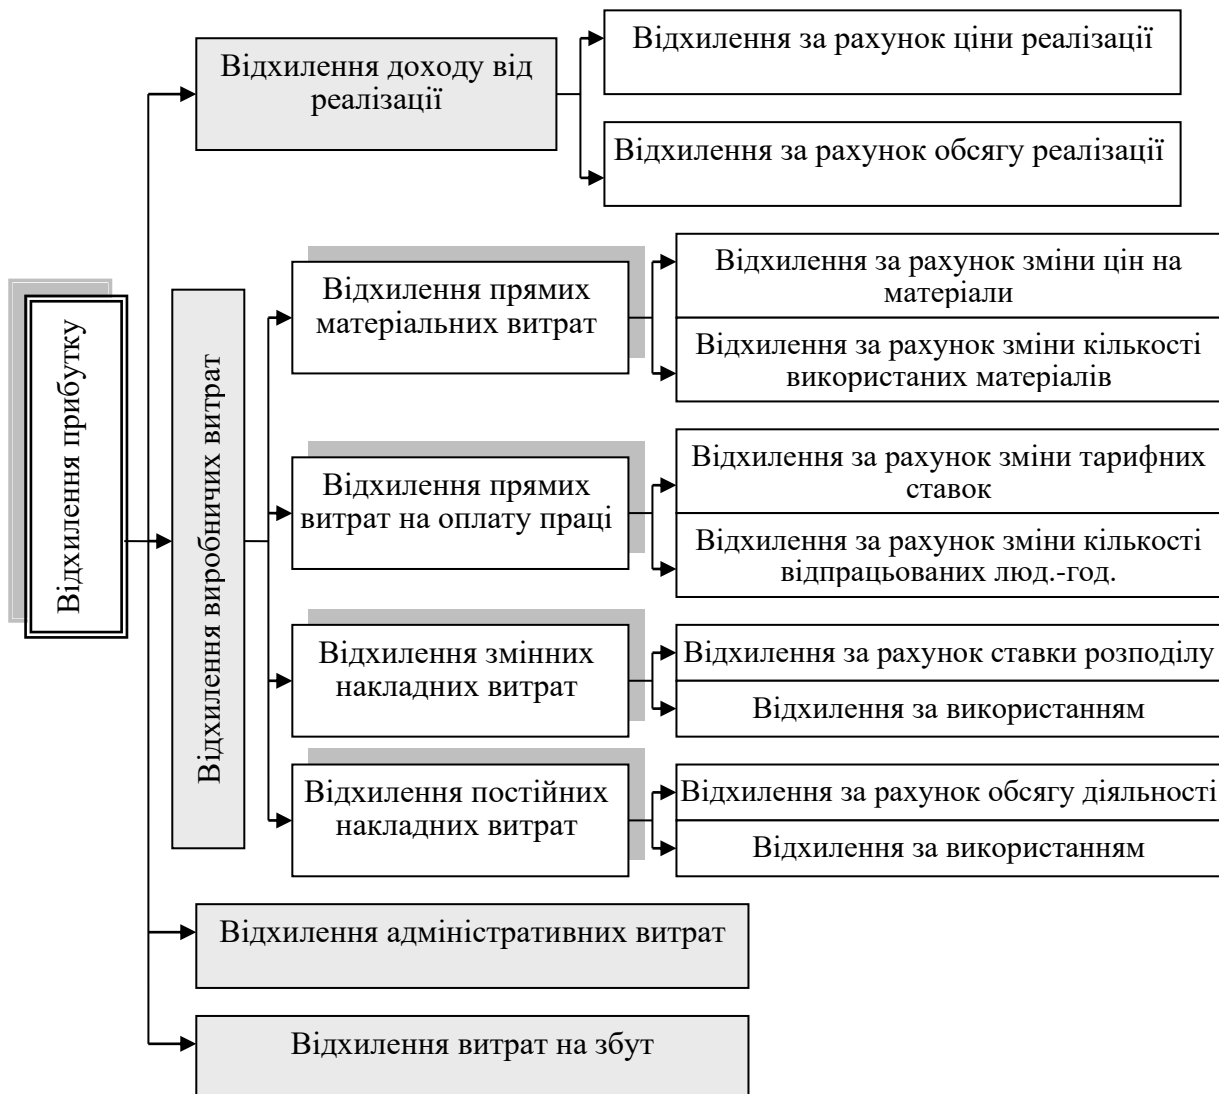 Відхилення прибутку
Відхилення доходу від
реалізації
Відхилення за рахунок ціни реалізації
Відхилення за рахунок обсягу реалізації
Відхилення виробничих витрат
Відхилення прямих
матеріальних витрат
Відхилення за рахунок зміни цін на
матеріали
Відхилення за рахунок зміни кількості
використаних матеріалів
Відхилення прямих
витрат на оплату праці
Відхилення за рахунок зміни тарифних
ставок
Відхилення за рахунок зміни кількості
відпрацьованих люд.-год.
Відхилення змінних
накладних витрат
Відхилення за рахунок ставки розподілу
Відхилення за використанням
Відхилення постійних
накладних витрат
Відхилення за рахунок обсягу діяльності
Відхилення за використанням
Відхилення адміністративних витрат
Відхилення витрат на збут